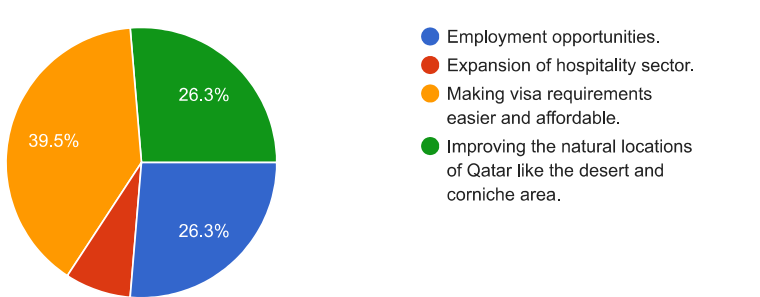 26.3%
39.5%
26.3%
Employment opportunities.
Expansion of hospitality sector.
Making visa requirements
easier and affordable.
Improving the natural locations
of Qatar like the desert and
corniche area.